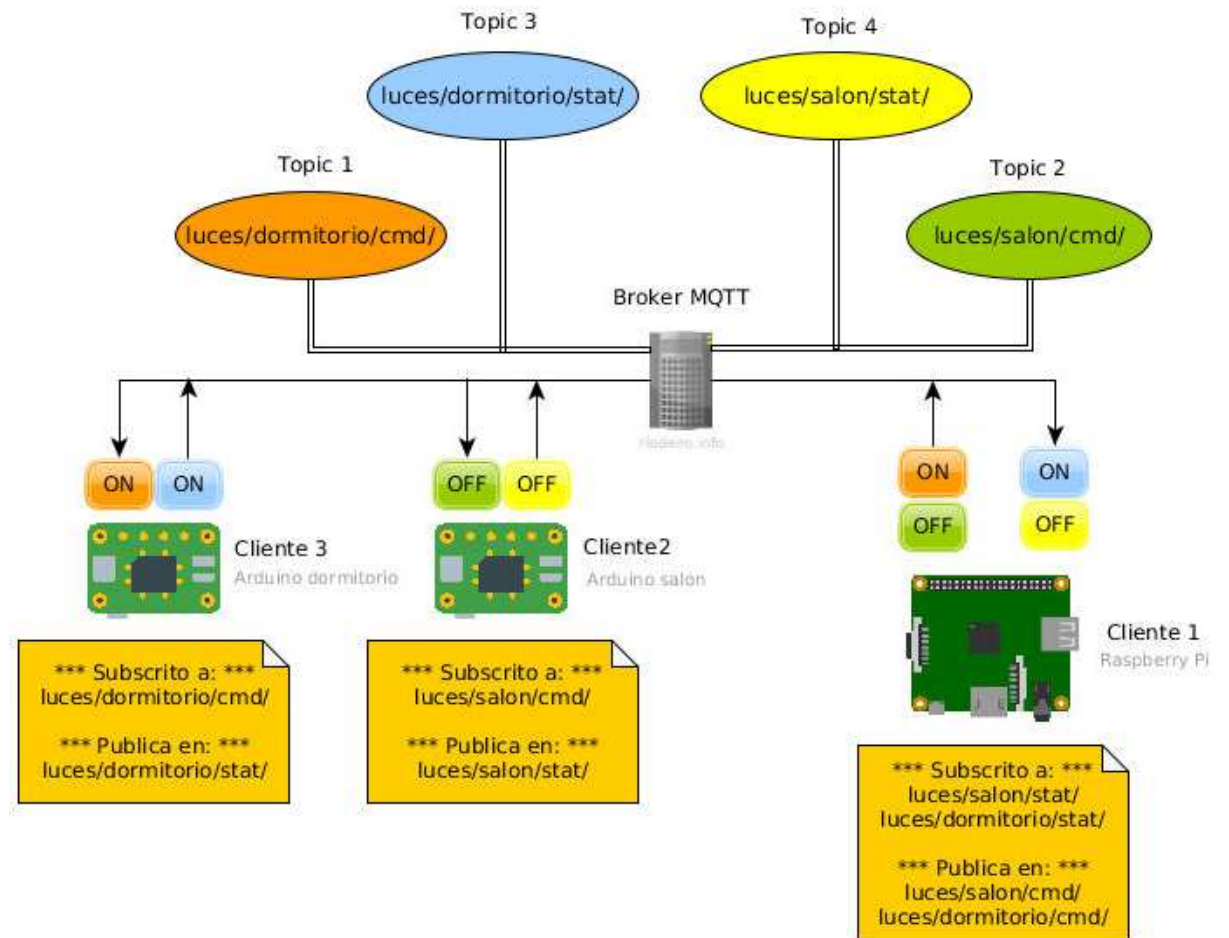 Topic 3
Topic 4
luces/dormitorio/stat/
luces/salon/stat/
Topic 1
Topic 2
luces/dormitorio/cmd/
luces/salon/cmd/
Broker MQTT
ON
ON
OFF
OFF
ON
OFF
ON
OFF
Cliente 3
Arduino dormitorio
Cliente2
Arduino salon
Cliente 1
Raspberry Pi
*** Subscrito a: ***
luces/dormitorio/cmd/
*** Publica en: ***
luces/dormitorio/stat/
*** Subscrito a: ***
luces/salon/cmd/
*** Publica en: ***
luces/salon/stat/
*** Subscrito a: ***
luces/salon/stat/
luces/dormitorio/stat/
*** Publica en: ***
luces/salon/cmd/
luces/dormitorio/cmd/